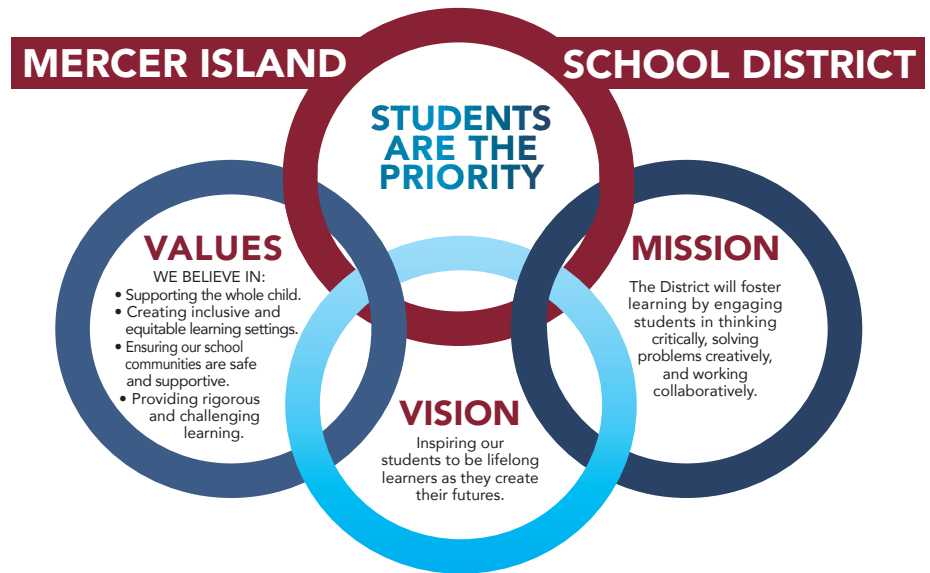 MERCER ISLAND SCHOOL DISTRICT
STUDENTS
ARE THE
PRIORITY
VALUES
WE BELIEVE IN:
• Supporting the whole child.
• Creating inclusive and
equitable learning settings.
• Ensuring our school
communities are safe
and supportive.
• Providing rigorous
and challenging
learning.
VISION
Inspiring our
students to be lifelong
learners as they create
their futures.
MISSION
The District will foster
learning by engaging
students in thinking
critically, solving
problems creatively,
and working
collaboratively.